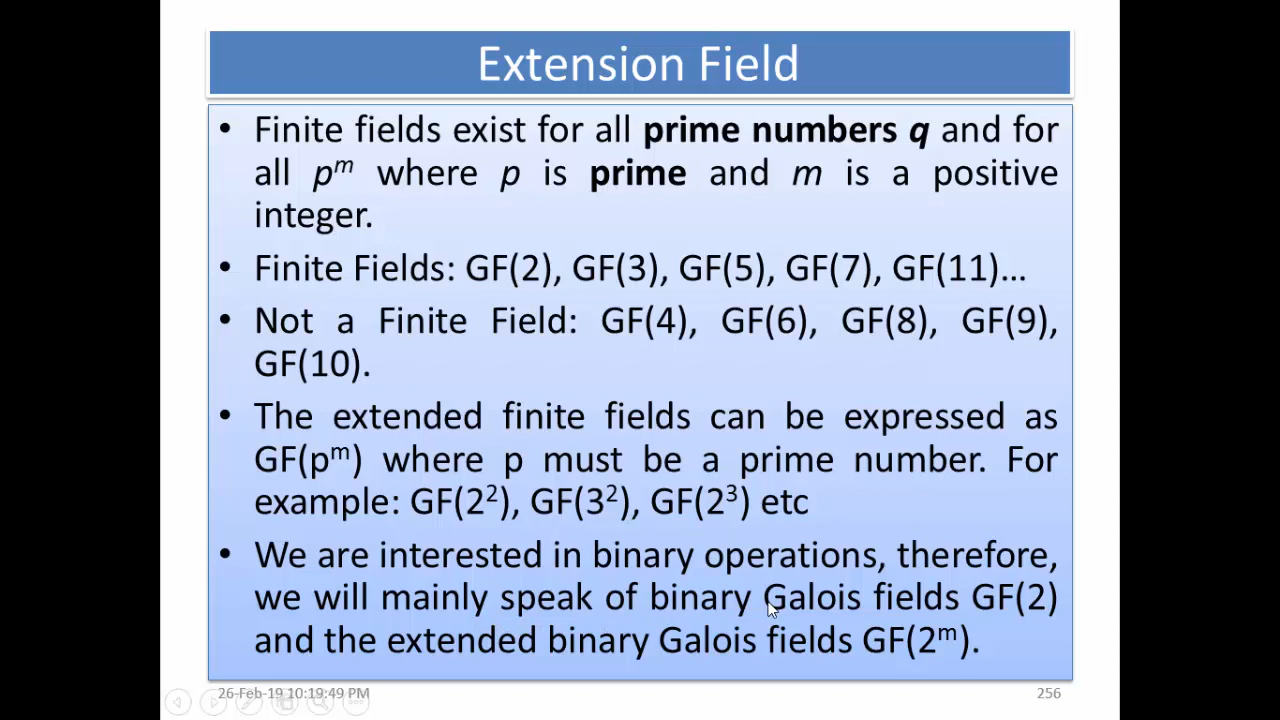 Extension Field
• Finite fields exist for all prime numbers q and for
all pᵐ where p is prime and m is a positive
integer.
• Finite Fields: GF(2), GF(3), GF(5), GF(7), GF(11)…
• Not a Finite Field: GF(4), GF(6), GF(8), GF(9),
GF(10).
• The extended finite fields can be expressed as
GF(pᵐ) where p must be a prime number. For
example: GF(2²), GF(3²), GF(2³) etc
• We are interested in binary operations, therefore,
we will mainly speak of binary Galois fields GF(2)
and the extended binary Galois fields GF(2ᵐ).
26-Feb-19 10:19:49 PM
256